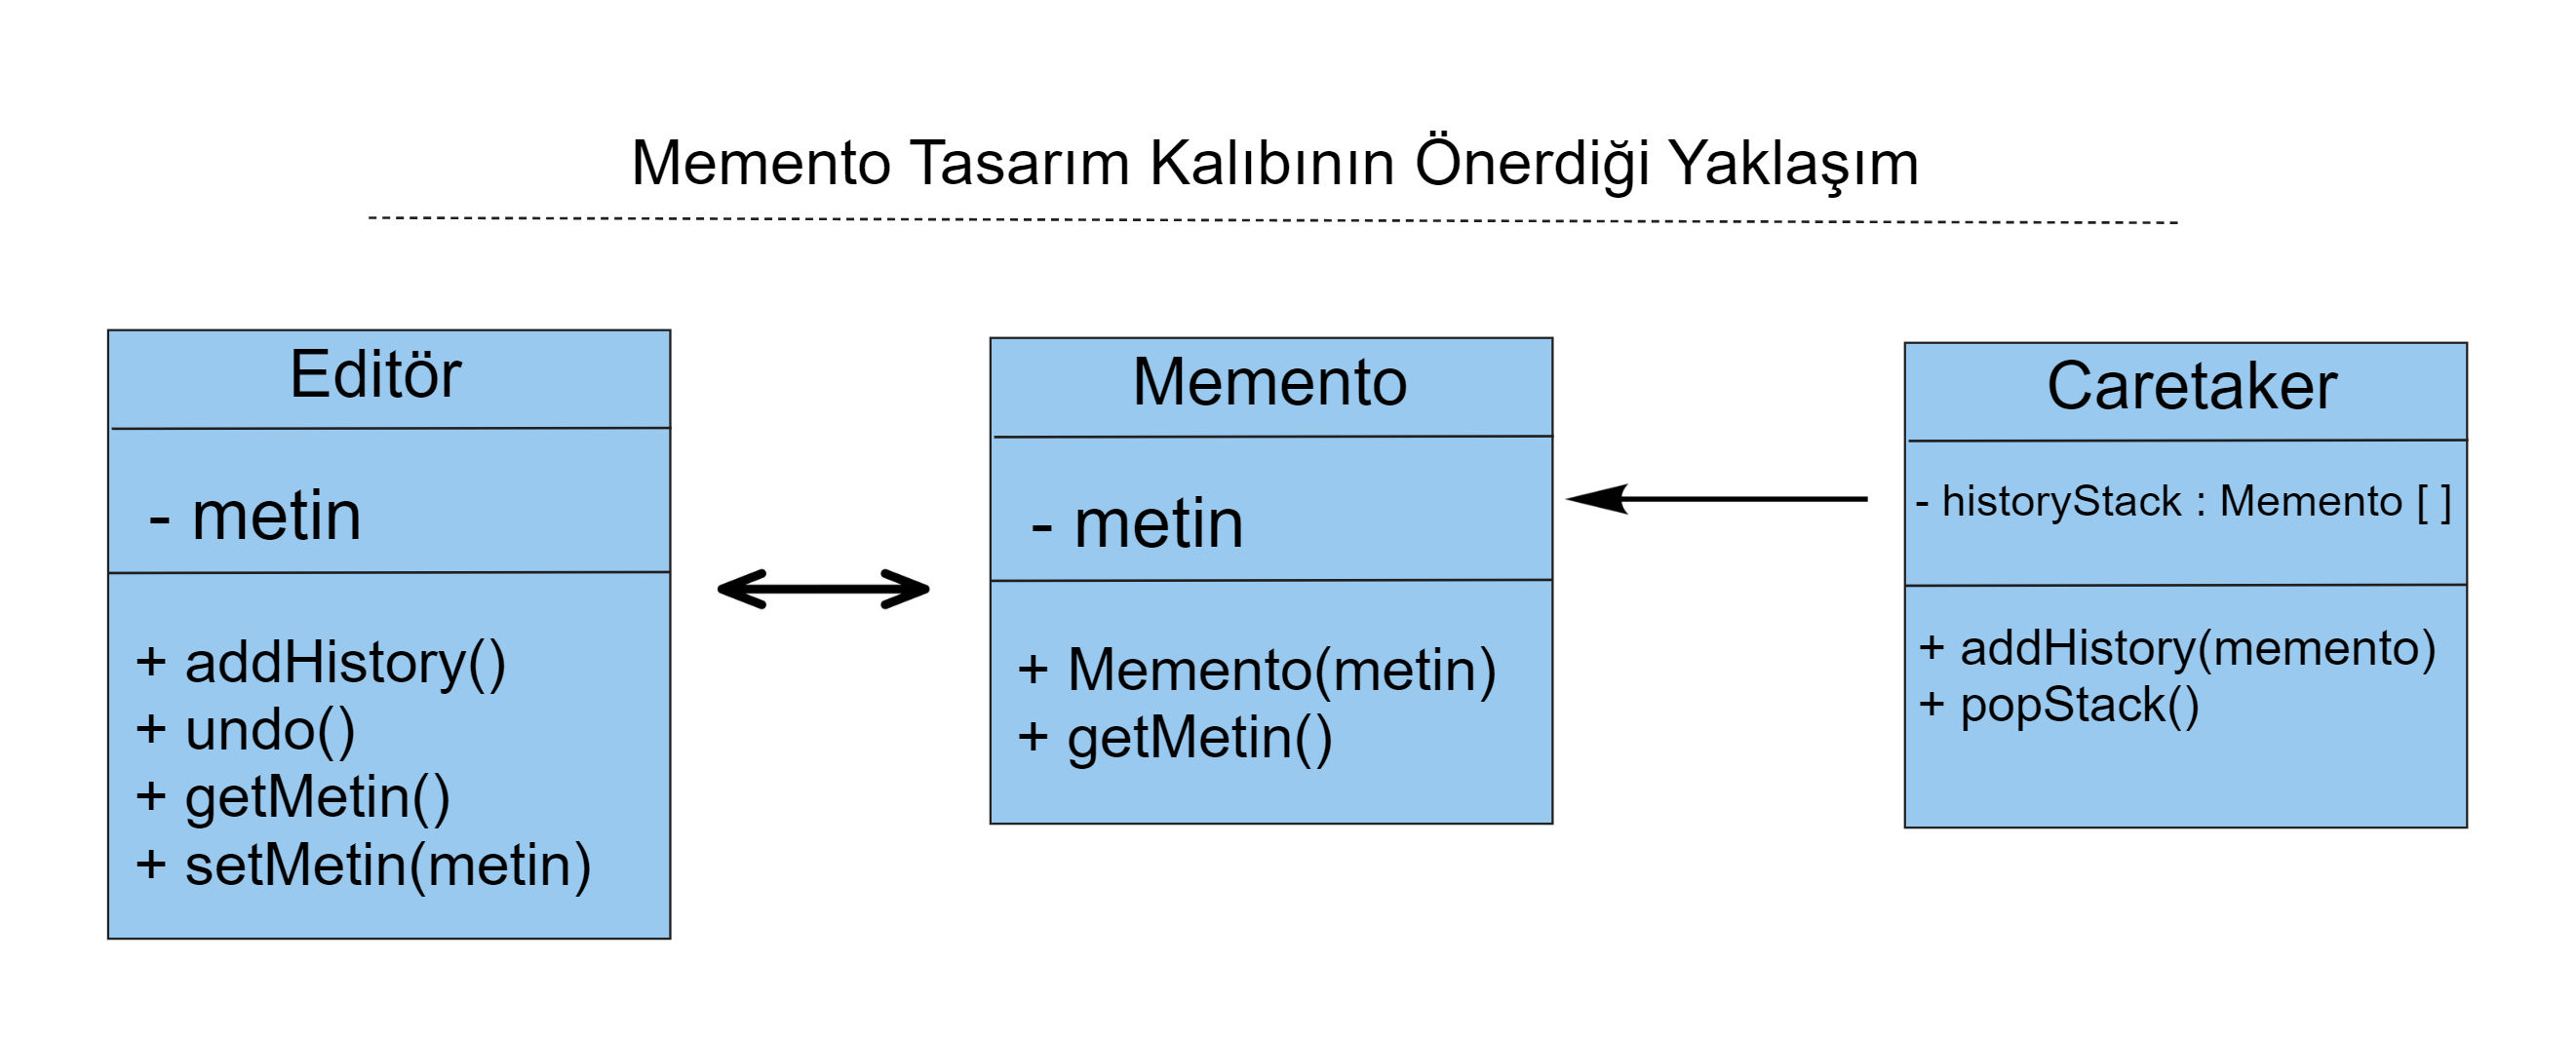 Memento Tasarım Kalıbının Önerdiği Yaklaşım
Editör
- metin
+ addHistory()
+ undo()
+ getMetin()
+ setMetin(metin)
Memento
- metin
+ Memento(metin)
+ getMetin()
Caretaker
- historyStack : Memento [ ]
+ addHistory(memento)
+ popStack()